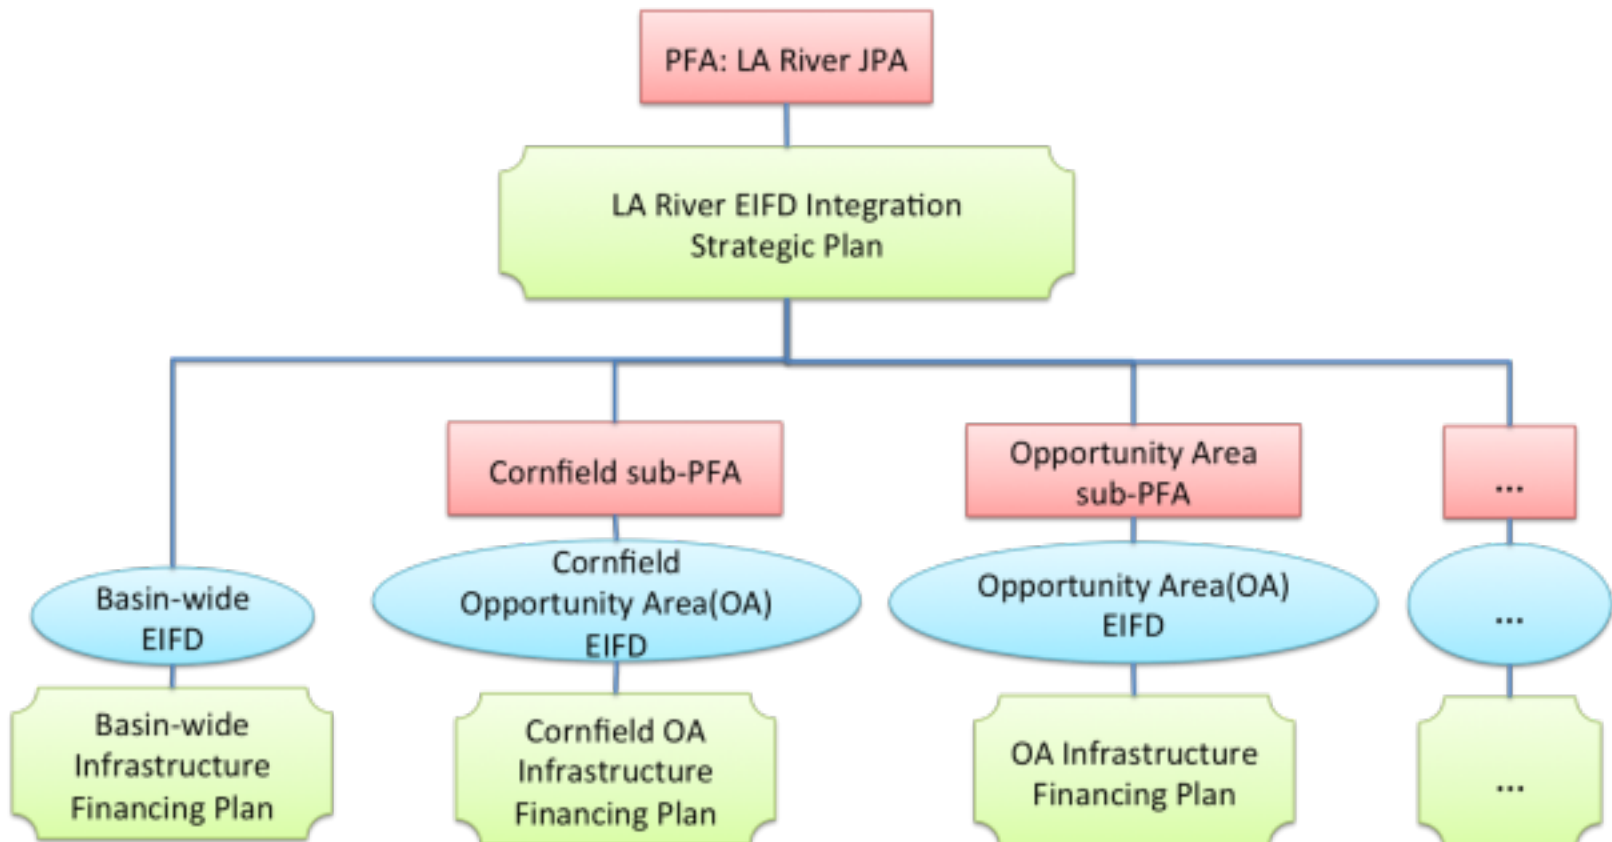 PFA: LA River JPA
LA River EIFD Integration
Strategic Plan
Cornfield sub-PFA
Opportunity Area
sub-PFA
...
Basin-wide
EIFD
Cornfield
Opportunity Area(OA)
EIFD
Opportunity Area(OA)
EIFD
...
Basin-wide
Infrastructure
Financing Plan
Cornfield OA
Infrastructure
Financing Plan
OA Infrastructure
Financing Plan
...